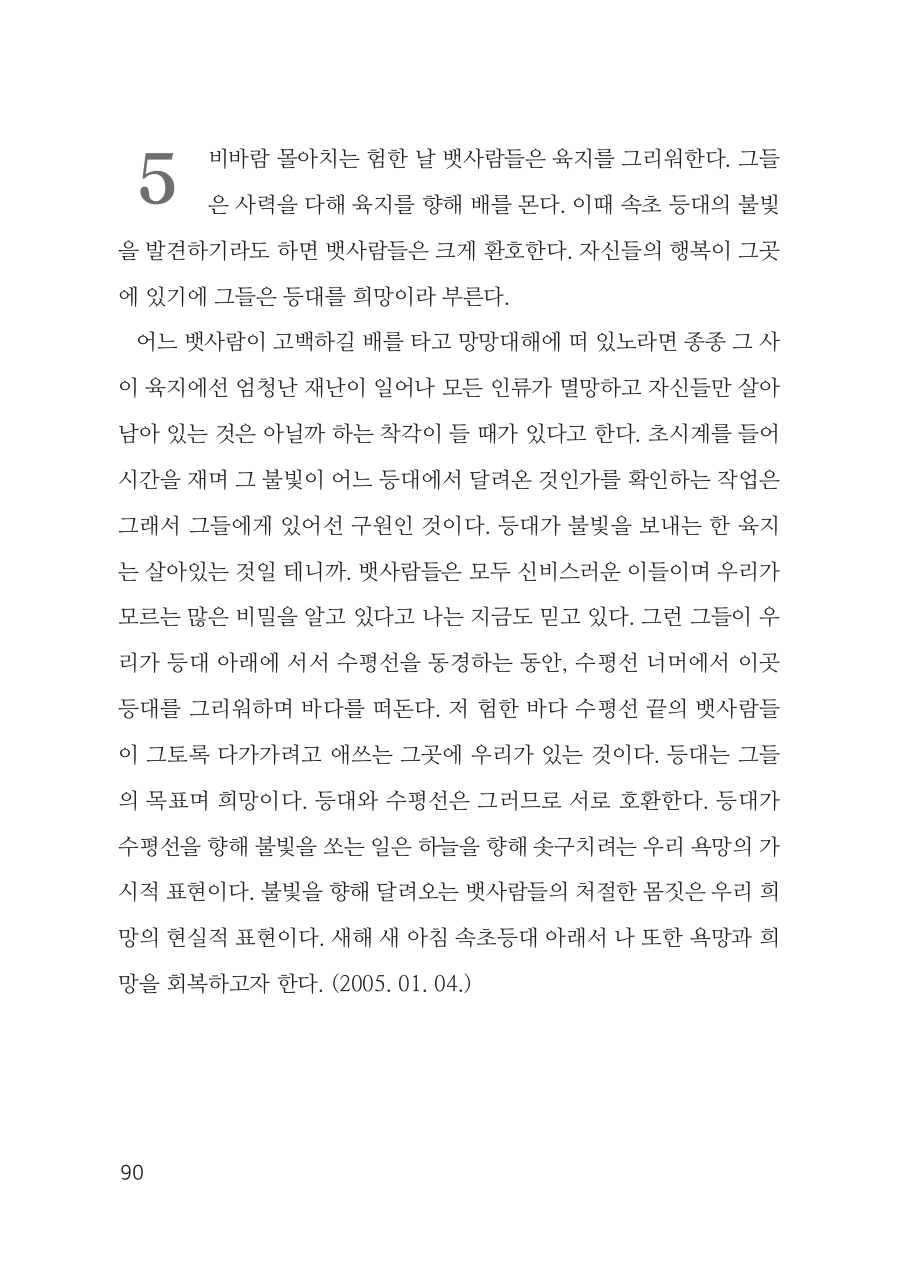 5
비바람 몰아치는 험한 날 뱃사람들은 육지를 그리워한다. 그들
은 사력을 다해 육지를 향해 배를 몬다. 이때 속초 등대의 불빛
을 발견하기라도 하면 뱃사람들은 크게 환호한다. 자신들의 행복이 그곳
에 있기에 그들은 등대를 희망이라 부른다.
어느 뱃사람이 고백하길 배를 타고 망망대해에 떠 있노라면 종종 그 사
이 육지에선 엄청난 재난이 일어나 모든 인류가 멸망하고 자신들만 살아
남아 있는 것은 아닐까 하는 착각이 들 때가 있다고 한다. 초시계를 들어
시간을 재며 그 불빛이 어느 등대에서 달려온 것인가를 확인하는 작업은
그래서 그들에게 있어선 구원인 것이다. 등대가 불빛을 보내는 한 육지
는 살아있는 것일 테니까. 뱃사람들은 모두 신비스러운 이들이며 우리가
모르는 많은 비밀을 알고 있다고 나는 지금도 믿고 있다. 그런 그들이 우
리가 등대 아래에 서서 수평선을 동경하는 동안, 수평선 너머에서 이곳
등대를 그리워하며 바다를 떠돈다. 저 험한 바다 수평선 끝의 뱃사람들
이 그토록 다가가려고 애쓰는 그곳에 우리가 있는 것이다. 등대는 그들
의 목표며 희망이다. 등대와 수평선은 그러므로 서로 호환한다. 등대가
수평선을 향해 불빛을 쏘는 일은 하늘을 향해 솟구치려는 우리 욕망의 가
시적 표현이다. 불빛을 향해 달려오는 뱃사람들의 처절한 몸짓은 우리 희
망의 현실적 표현이다. 새해 새 아침 속초등대 아래서 나 또한 욕망과 희
망을 회복하고자 한다. (2005. 01. 04.)
90